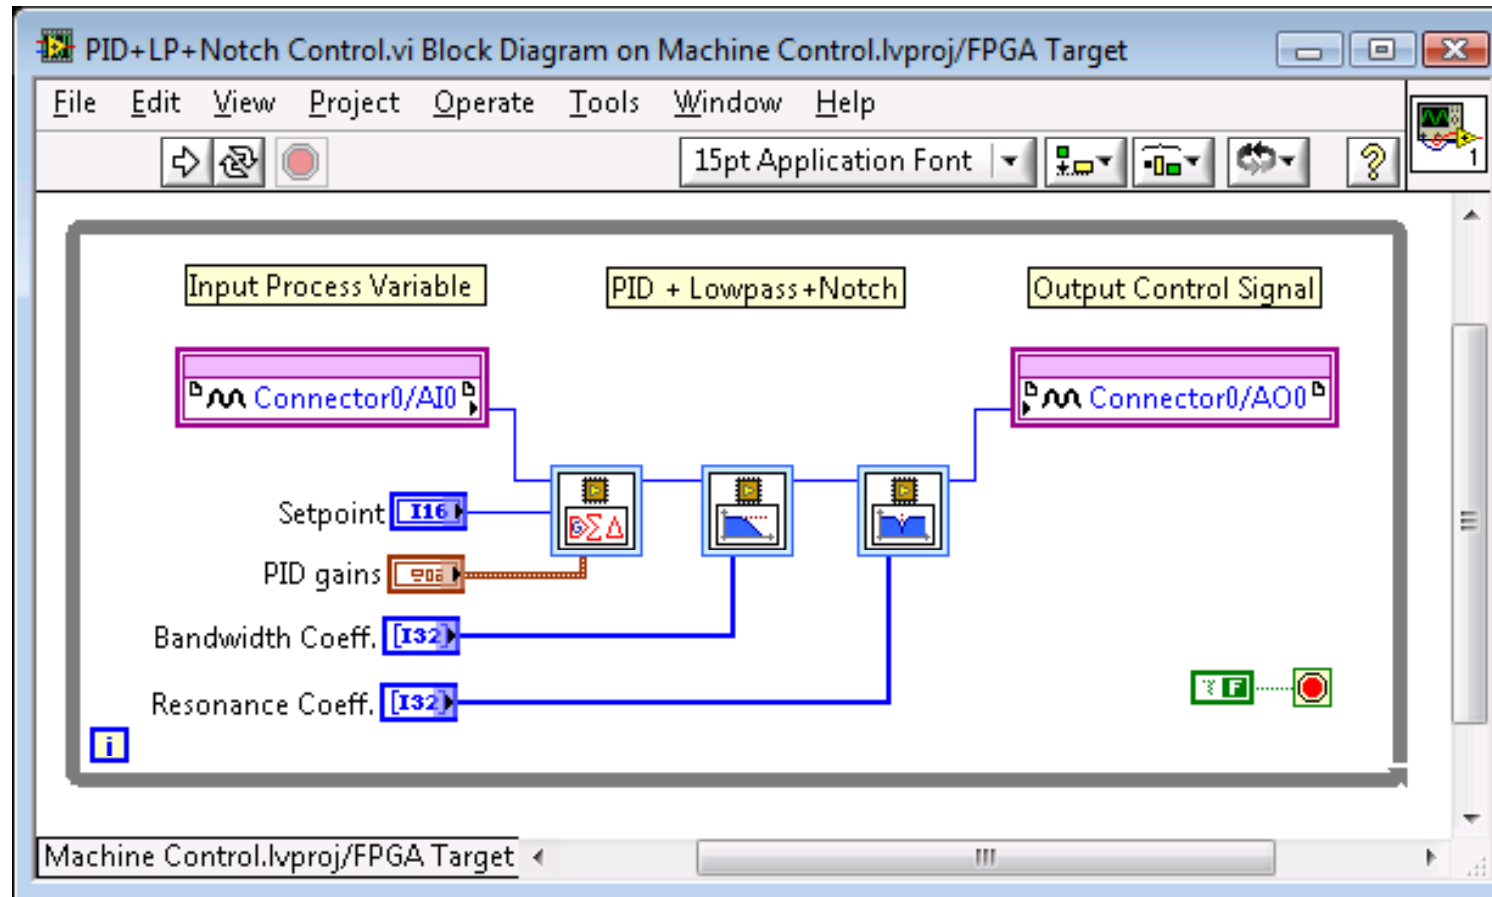 PID+LP+Notch Control.vi Block Diagram on Machine Control.lvproj/FPGA Target
File Edit View Project Operate Tools Window Help
15pt Application Font
1
Input Process Variable
PID + Lowpass+Notch
Output Control Signal
Connector0/AI0
Connector0/AO0
Setpoint I16
PID gains
Bandwidth Coeff. [I32]
Resonance Coeff. [I32]
F
i
Machine Control.lvproj/FPGA Target